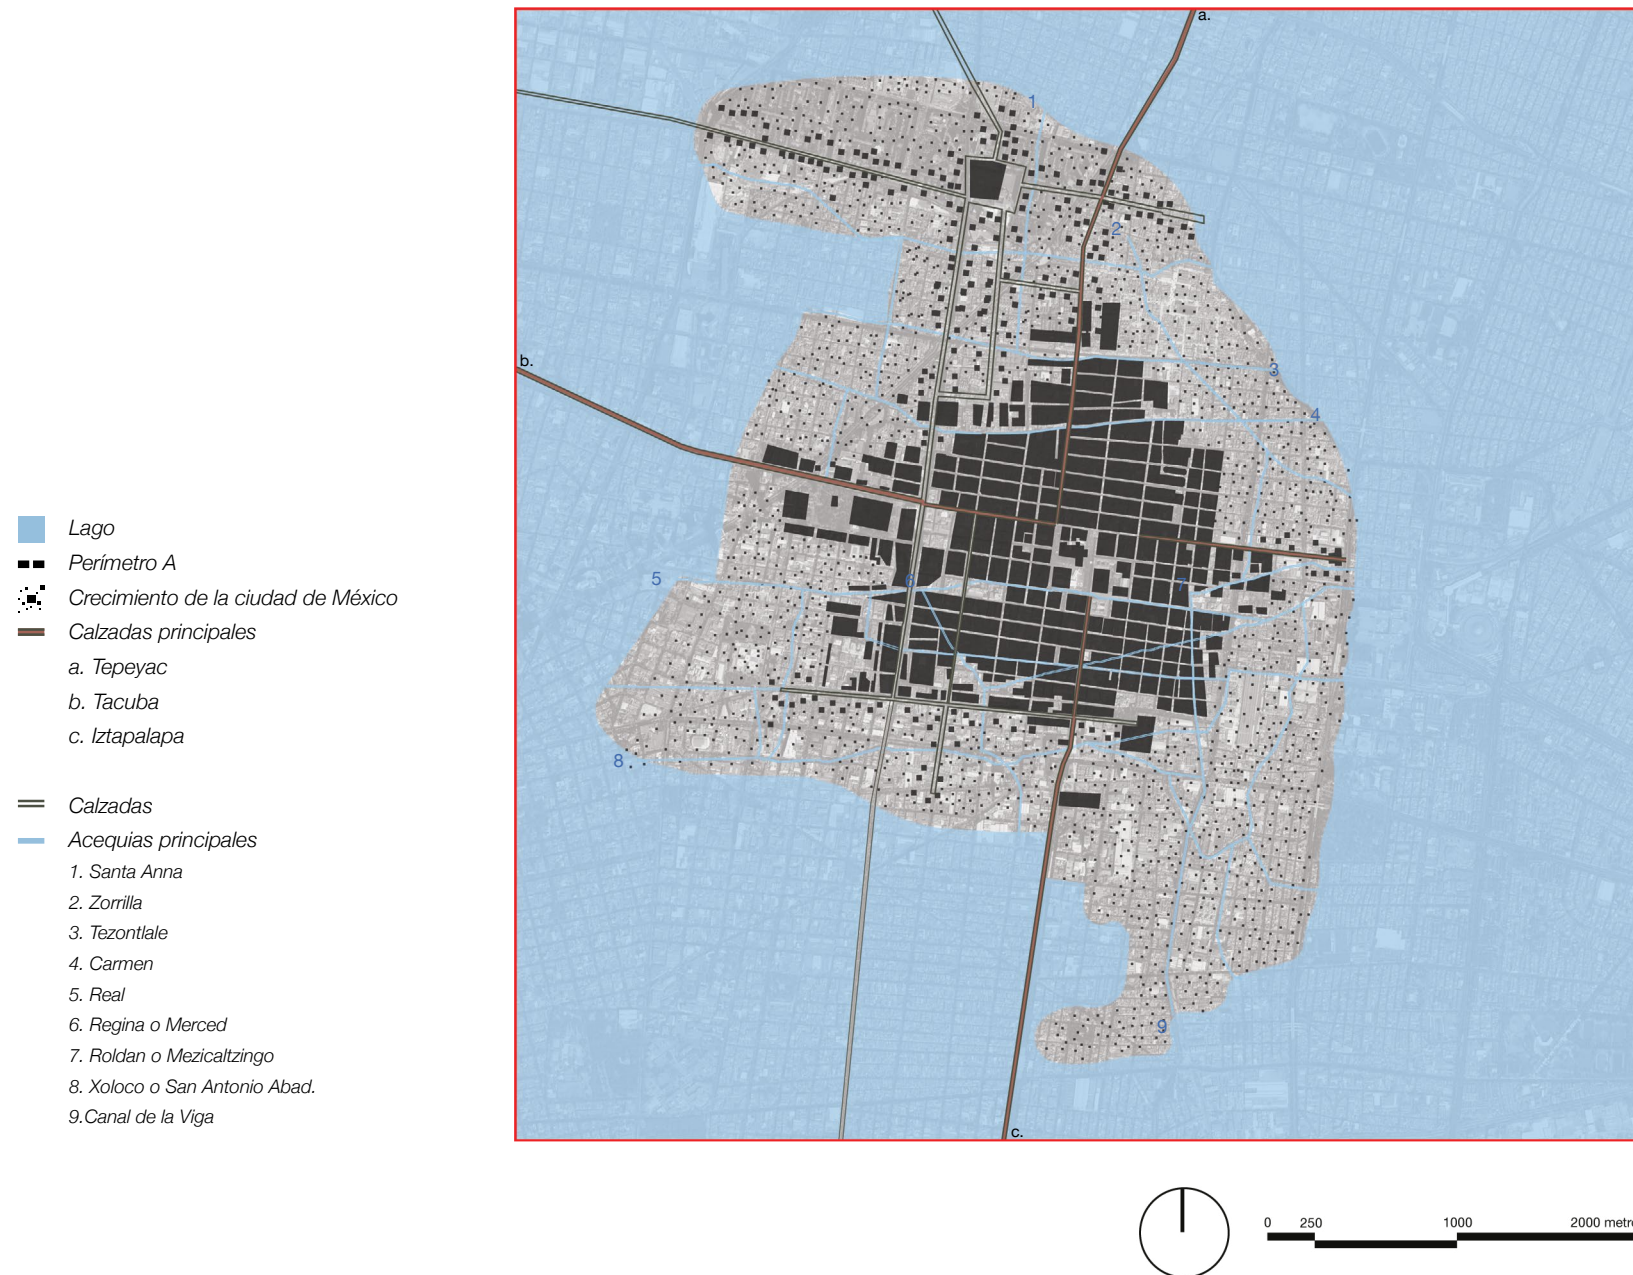 a.
1
2
b.
3
4
5
6
7
8
9
c.
Lago
Perímetro A
Crecimiento de la ciudad de México
Calzadas principales
a. Tepeyac
b. Tacuba
c. Iztapalapa
Calzadas
Acequias principales
1. Santa Anna
2. Zorrilla
3. Tezontlale
4. Carmen
5. Real
6. Regina o Merced
7. Roldan o Mezicaltzingo
8. Xoloco o San Antonio Abad.
9.Canal de la Viga
0 250 1000 2000 metro